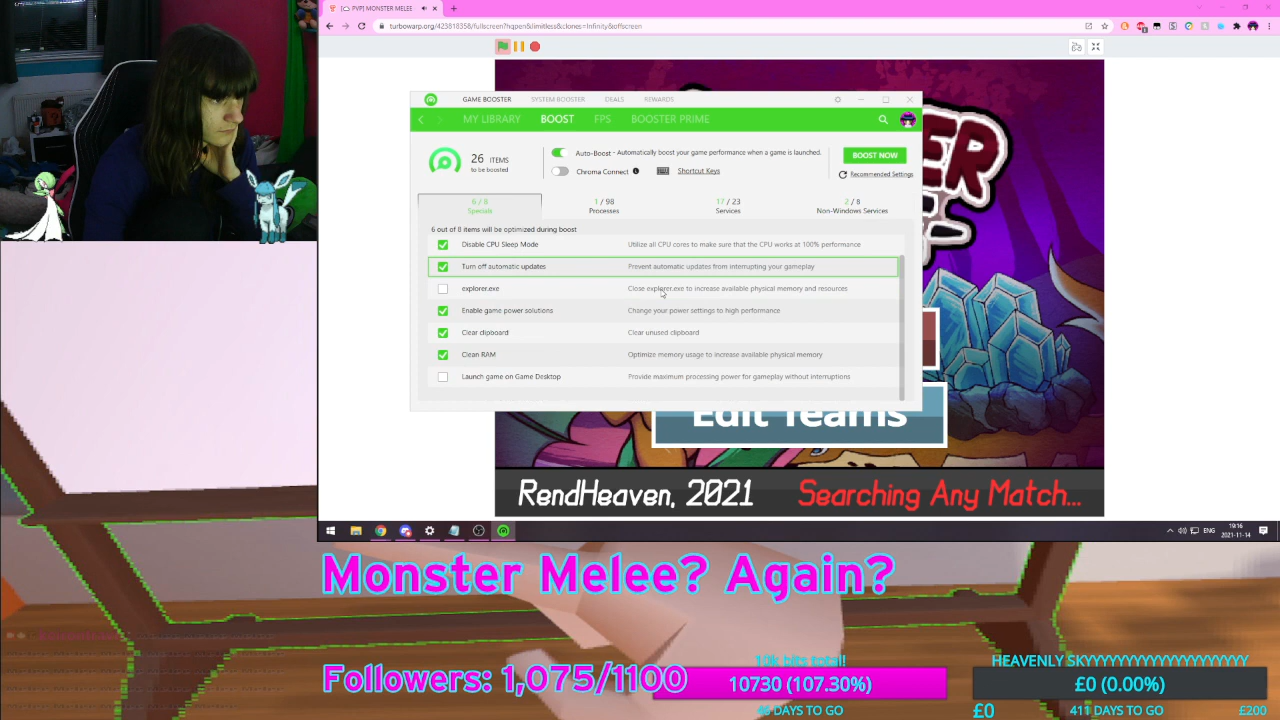 [☁ PVP] MONSTER MELEE
turbowarp.org/423818358/fullscreen?hqpen&limitless&clones=Infinity&offscreen
GAME BOOSTER SYSTEM BOOSTER DEALS REWARDS
MY LIBRARY BOOST FPS BOOSTER PRIME
26 ITEMS
to be boosted
Auto-Boost - Automatically boost your game performance when a game is launched.
BOOST NOW
Chroma Connect
Shortcut Keys
Recommended Settings
6 / 8
Specials
1 / 98
Processes
17 / 23
Services
2 / 8
Non-Windows Services
6 out of 8 items will be optimized during boost
Disable CPU Sleep Mode Utilize all CPU cores to make sure that the CPU works at 100% performance
Turn off automatic updates Prevent automatic updates from interrupting your gameplay
explorer.exe Close explorer.exe to increase available physical memory and resources
Enable game power solutions Change your power settings to high performance
Clear clipboard Clear unused clipboard
Clean RAM Optimize memory usage to increase available physical memory
Launch game on Game Desktop Provide maximum processing power for gameplay without interruptions
Edit Teams
RendHeaven, 2021 Searching Any Match...
ENG
19:16
2021-11-14
Monster Melee? Again?
Followers: 1,075/1100
10k bits total!
10730 (107.30%)
46 DAYS TO GO
HEAVENLY SKYYYYYYYYYYYYYYYYYYYY
£0 (0.00%)
£0 411 DAYS TO GO £200